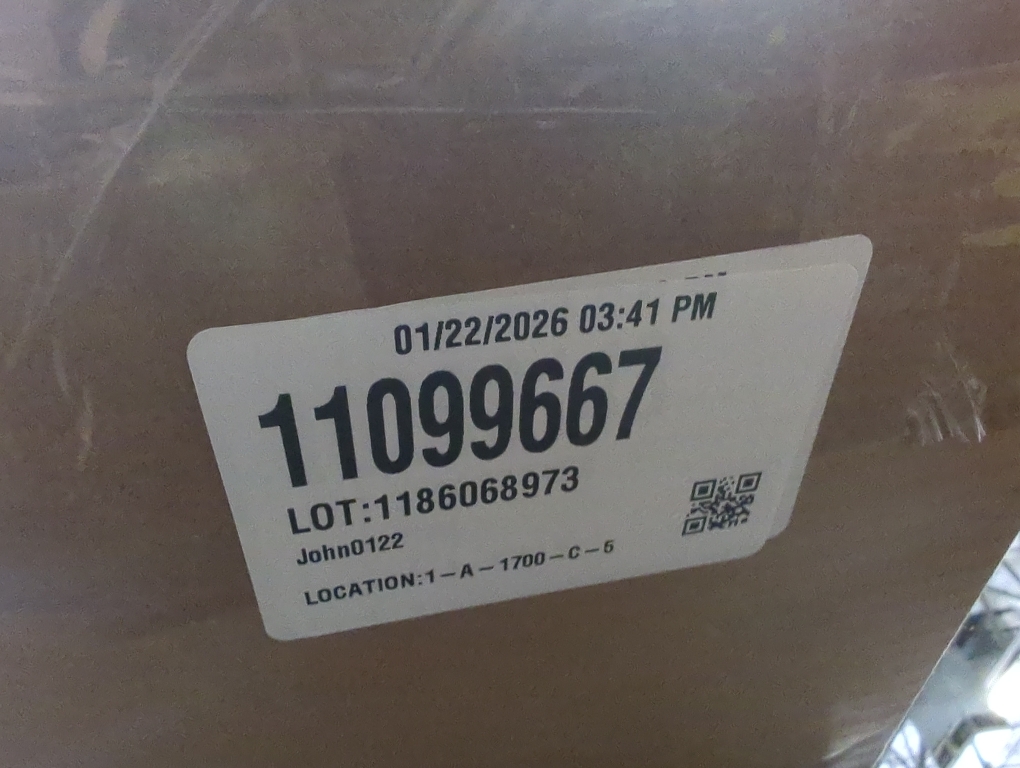 01/22/2026 03:41 PM
11099667
LOT:1186068973
John0122
LOCATION:1-A-1700-C-5